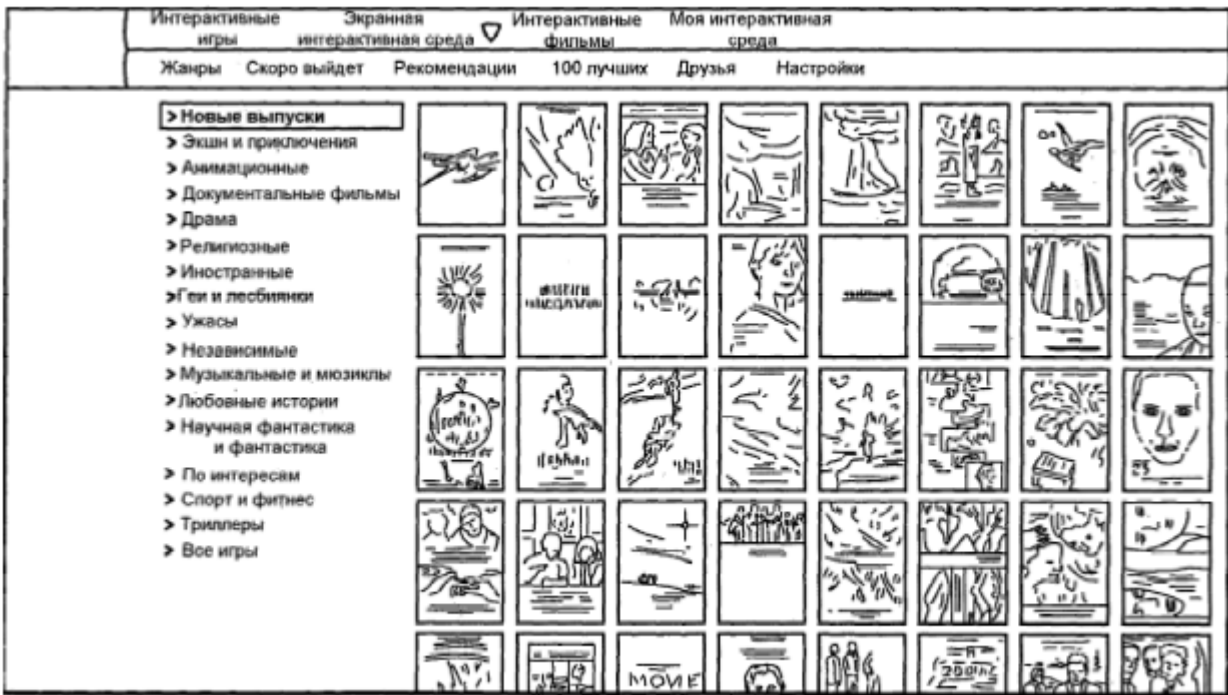 Интерактивные игры
Экранная интерактивная среда
Интерактивные фильмы
Моя интерактивная среда
Жанры Скоро выйдет Рекомендации 100 лучших Друзья Настройки
> Новые выпуски
> Экшн и приключения
> Анимационные
> Документальные фильмы
> Драма
> Религиозные
> Иностранные
> Геи и лесбиянки
> Ужасы
> Независимые
> Музыкальные и мюзиклы
> Любовные истории
> Научная фантастика
и фантастика
> По интересам
> Спорт и фитнес
> Триллеры
> Все игры
MOVIE